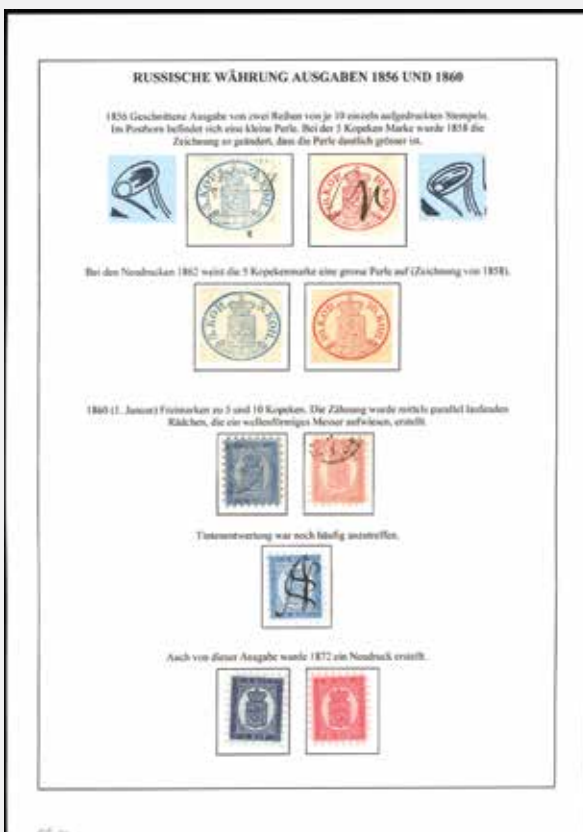 RUSSISCHE WÄHRUNG AUSGABEN 1856 UND 1860
1856 Geschnittene Ausgabe von zwei Reihen von je 10 einzeln aufgedruckten Stempeln.
Im Posthorn befindet sich eine kleine Perle. Bei der 5 Kopeken Marke wurde 1858 die
Zeichnung so geändert, dass die Perle deutlich grösser ist.
Bei den Neudrucken 1862 weist die 5 Kopekenmarke eine grosse Perle auf (Zeichnung von 1858).
5 KOP
10 KOP
1860 (1. Januar) Freimarken zu 5 und 10 Kopeken. Die Zähnung wurde mittels parallel laufenden
Rädchen, die ein wellenförmiges Messer aufwiesen, erstellt.
Tintenentwertung war noch häufig anzutreffen.
Auch von dieser Ausgabe wurde 1872 ein Neudruck erstellt.